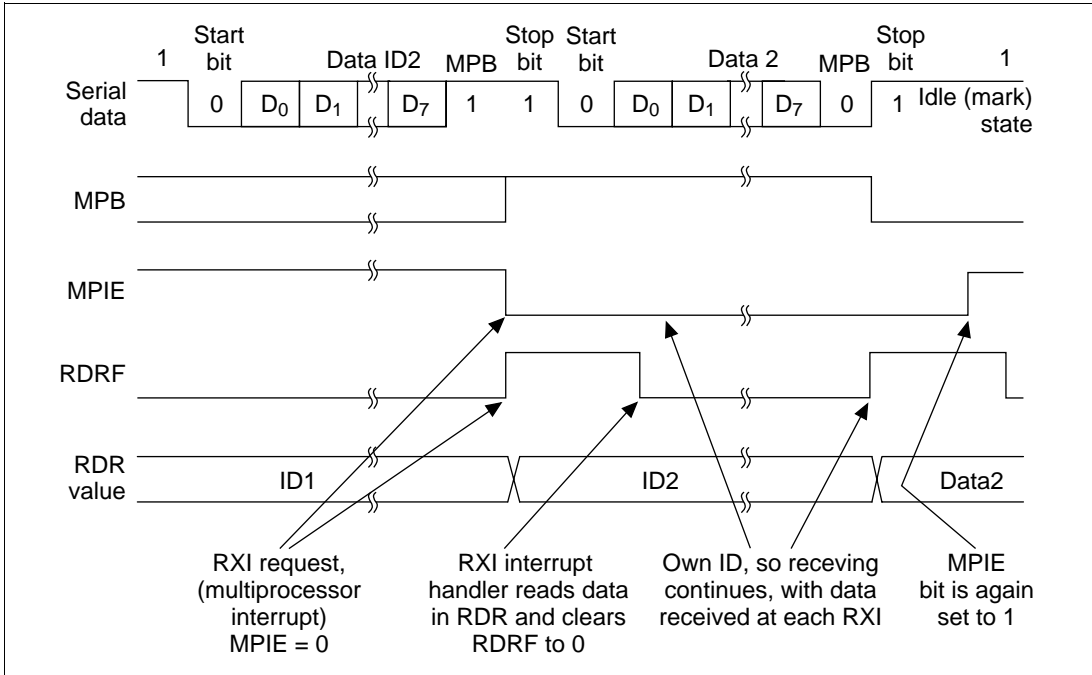 Start Stop Start Stop
1 bit Data ID2 MPB bit bit Data 2 MPB bit 1
Serial data
0 D0 D1 D7 1 1 0 D0 D1 D7 0 1 Idle (mark) state
MPB
MPIE
RDRF
RDR value
ID1 ID2 Data2
RXI request,
(multiprocessor
interrupt)
MPIE = 0
RXI interrupt
handler reads data
in RDR and clears
RDRF to 0
Own ID, so receving
continues, with data
received at each RXI
MPIE
bit is again
set to 1